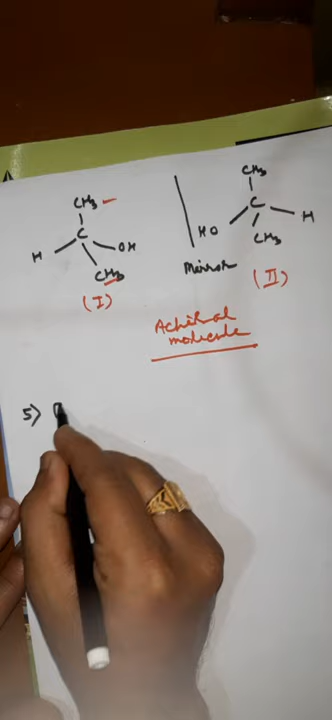 CH3
C
H
OH
CH3
(I)
Mirror
CH3
C
HO
H
CH3
(II)
Achiral
molecule
5)